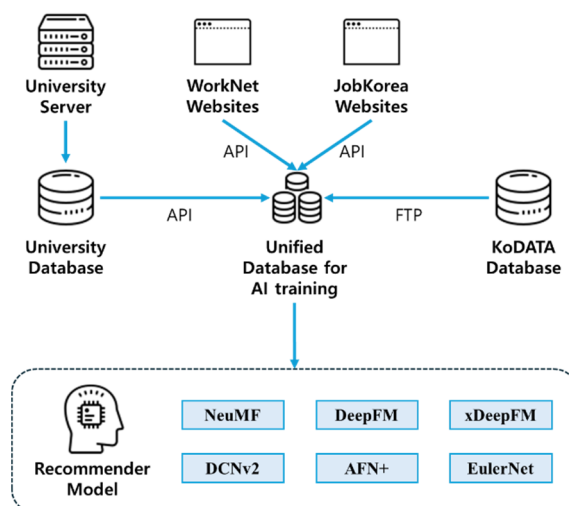 University
Server
WorkNet
Websites
JobKorea
Websites
API
API
API
FTP
University
Database
Unified
Database for
AI training
KoDATA
Database
NeuMF
DeepFM
xDeepFM
Recommender
Model
DCNv2
AFN+
EulerNet